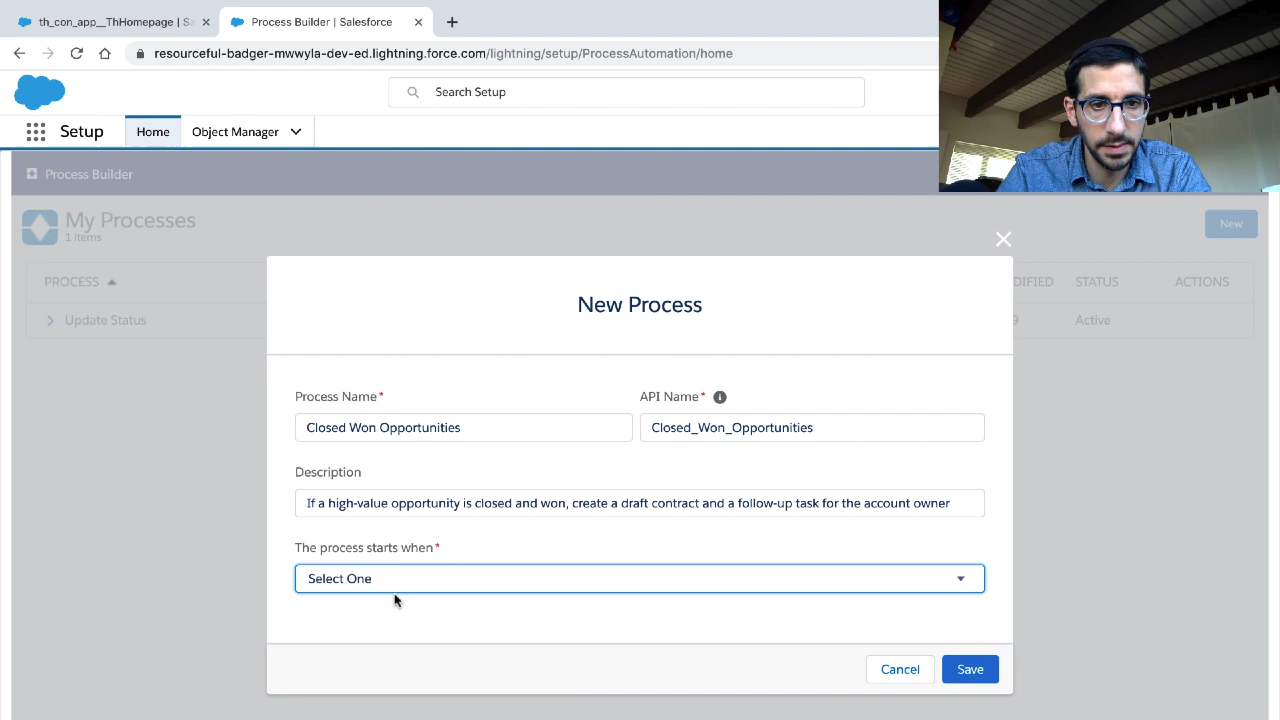 th_con_app__ThHomepage | Sa
Process Builder | Salesforce
resourceful-badger-mwwyla-dev-ed.lightning.force.com/lightning/setup/ProcessAutomation/home
Search Setup
Setup
Home
Object Manager
Process Builder
My Processes
1 items
New
PROCESS
DIFIED
STATUS
ACTIONS
Update Status
9
Active
New Process
Process Name*
API Name*
Closed Won Opportunities
Closed_Won_Opportunities
Description
If a high-value opportunity is closed and won, create a draft contract and a follow-up task for the account owner
The process starts when*
Select One
Cancel
Save